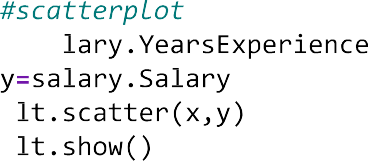 #scatterplot
lary.YearsExperience
y=salary.Salary
lt.scatter(x,y)
lt.show()